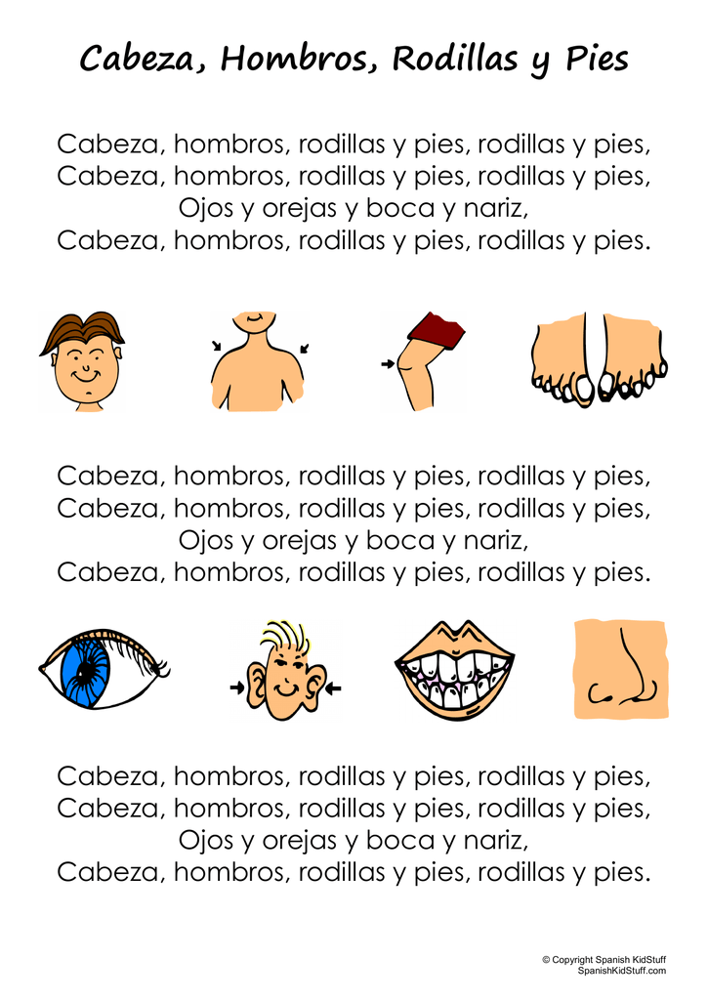 Cabeza, Hombros, Rodillas y Pies
Cabeza, hombros, rodillas y pies, rodillas y pies,
Cabeza, hombros, rodillas y pies, rodillas y pies,
Ojos y orejas y boca y nariz,
Cabeza, hombros, rodillas y pies, rodillas y pies.
Cabeza, hombros, rodillas y pies, rodillas y pies,
Cabeza, hombros, rodillas y pies, rodillas y pies,
Ojos y orejas y boca y nariz,
Cabeza, hombros, rodillas y pies, rodillas y pies.
Cabeza, hombros, rodillas y pies, rodillas y pies,
Cabeza, hombros, rodillas y pies, rodillas y pies,
Ojos y orejas y boca y nariz,
Cabeza, hombros, rodillas y pies, rodillas y pies.
© Copyright Spanish KidStuff
SpanishKidStuff.com